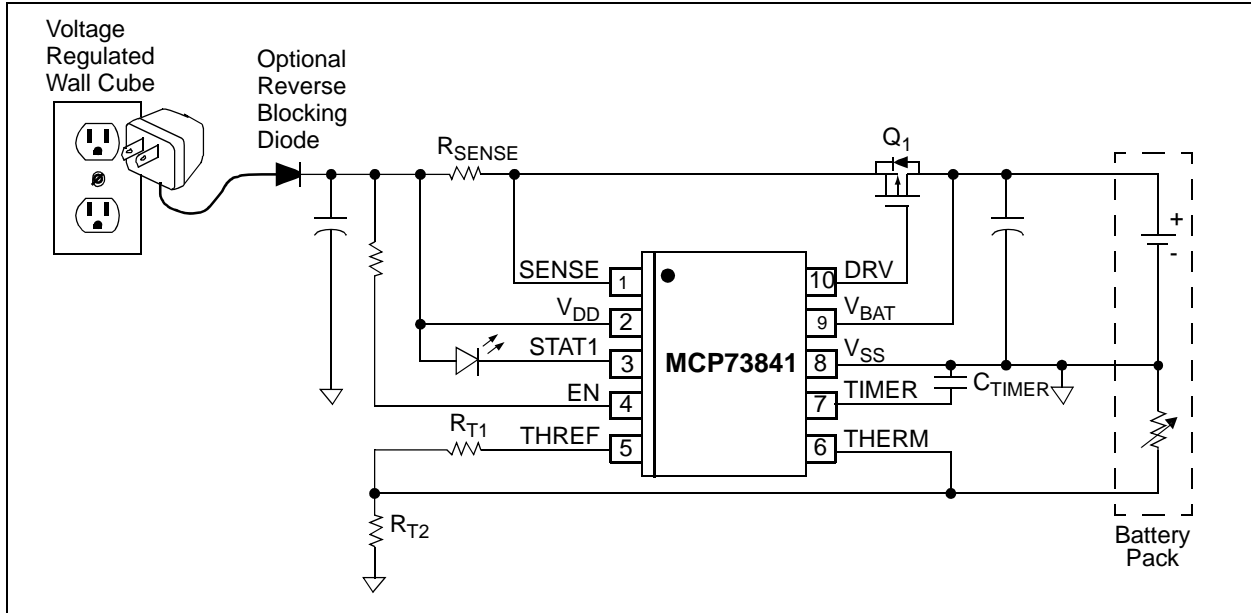 Voltage
Regulated
Wall Cube
Optional
Reverse
Blocking
Diode
RSENSE
Q1
+
-
SENSE
1
10
DRV
VDD
2
9
VBAT
STAT1
3
MCP73841
8
VSS
EN
4
7
TIMER
CTIMER
RT1
THREF
5
6
THERM
RT2
Battery
Pack